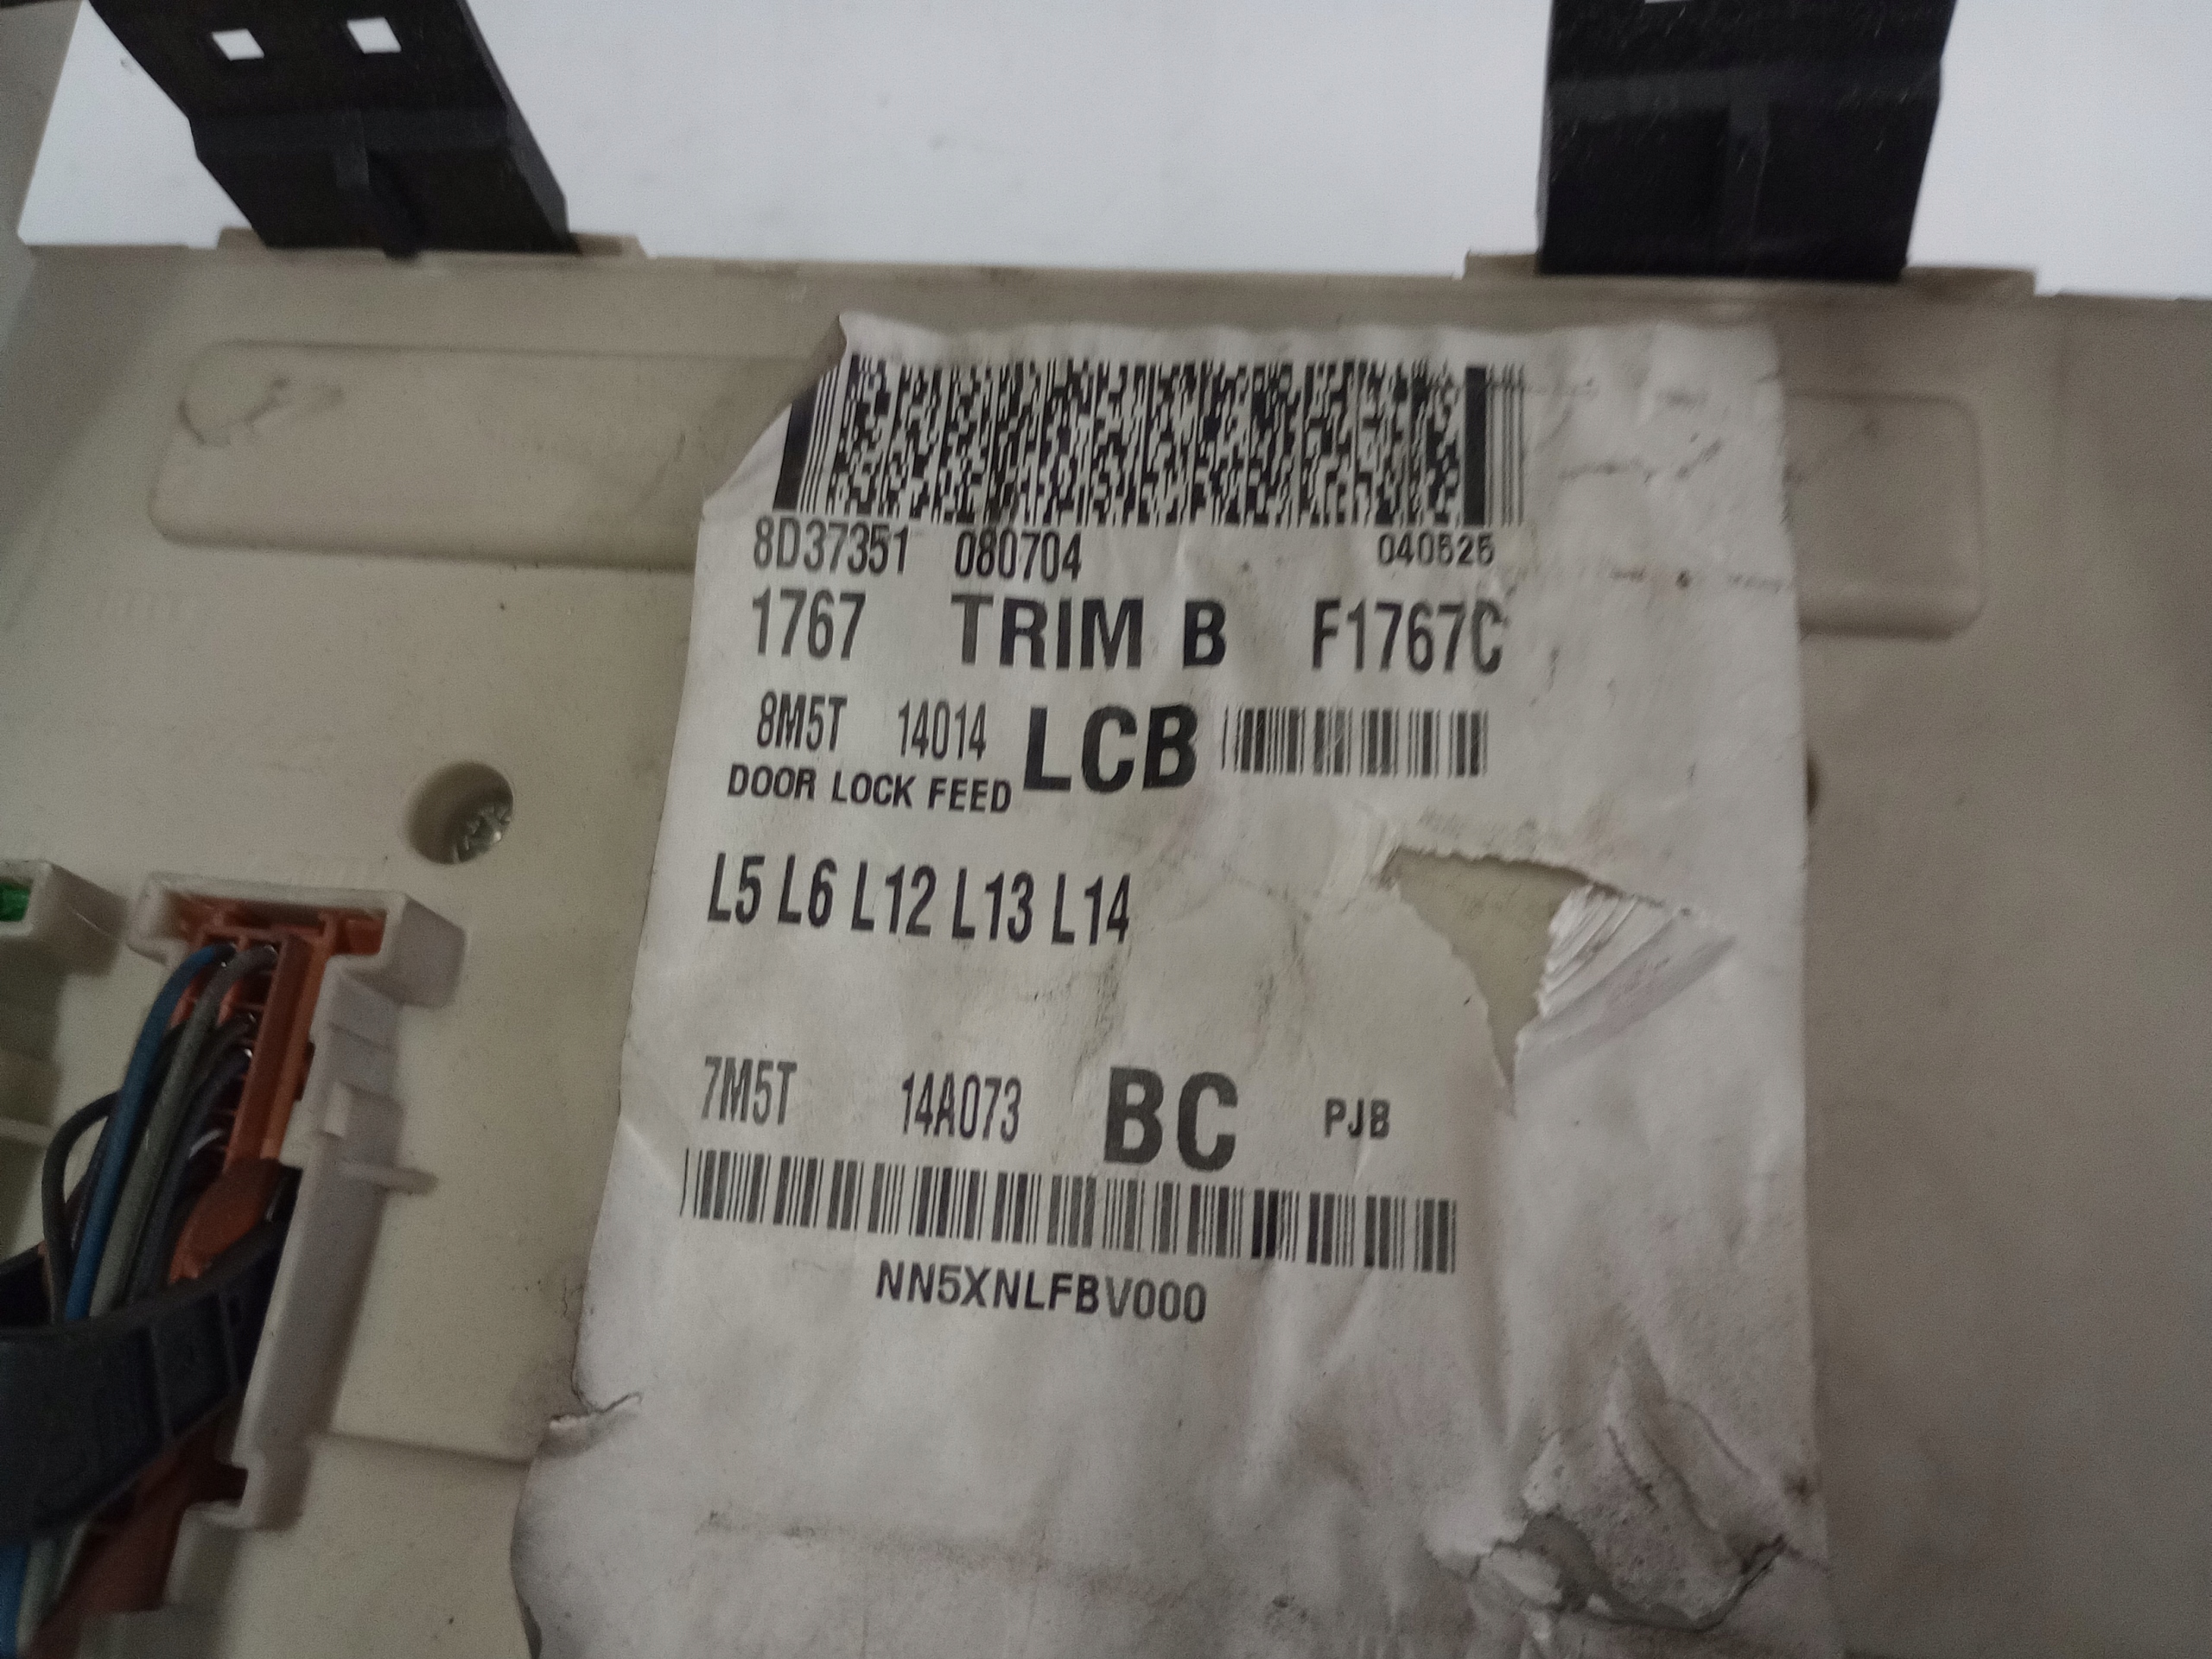 8D37351 080704 040525
1767 TRIM B F1767C
8M5T 14014 LCB
DOOR LOCK FEED
L5 L6 L12 L13 L14
7M5T 14A073 BC PJB
NN5XNLFBV000